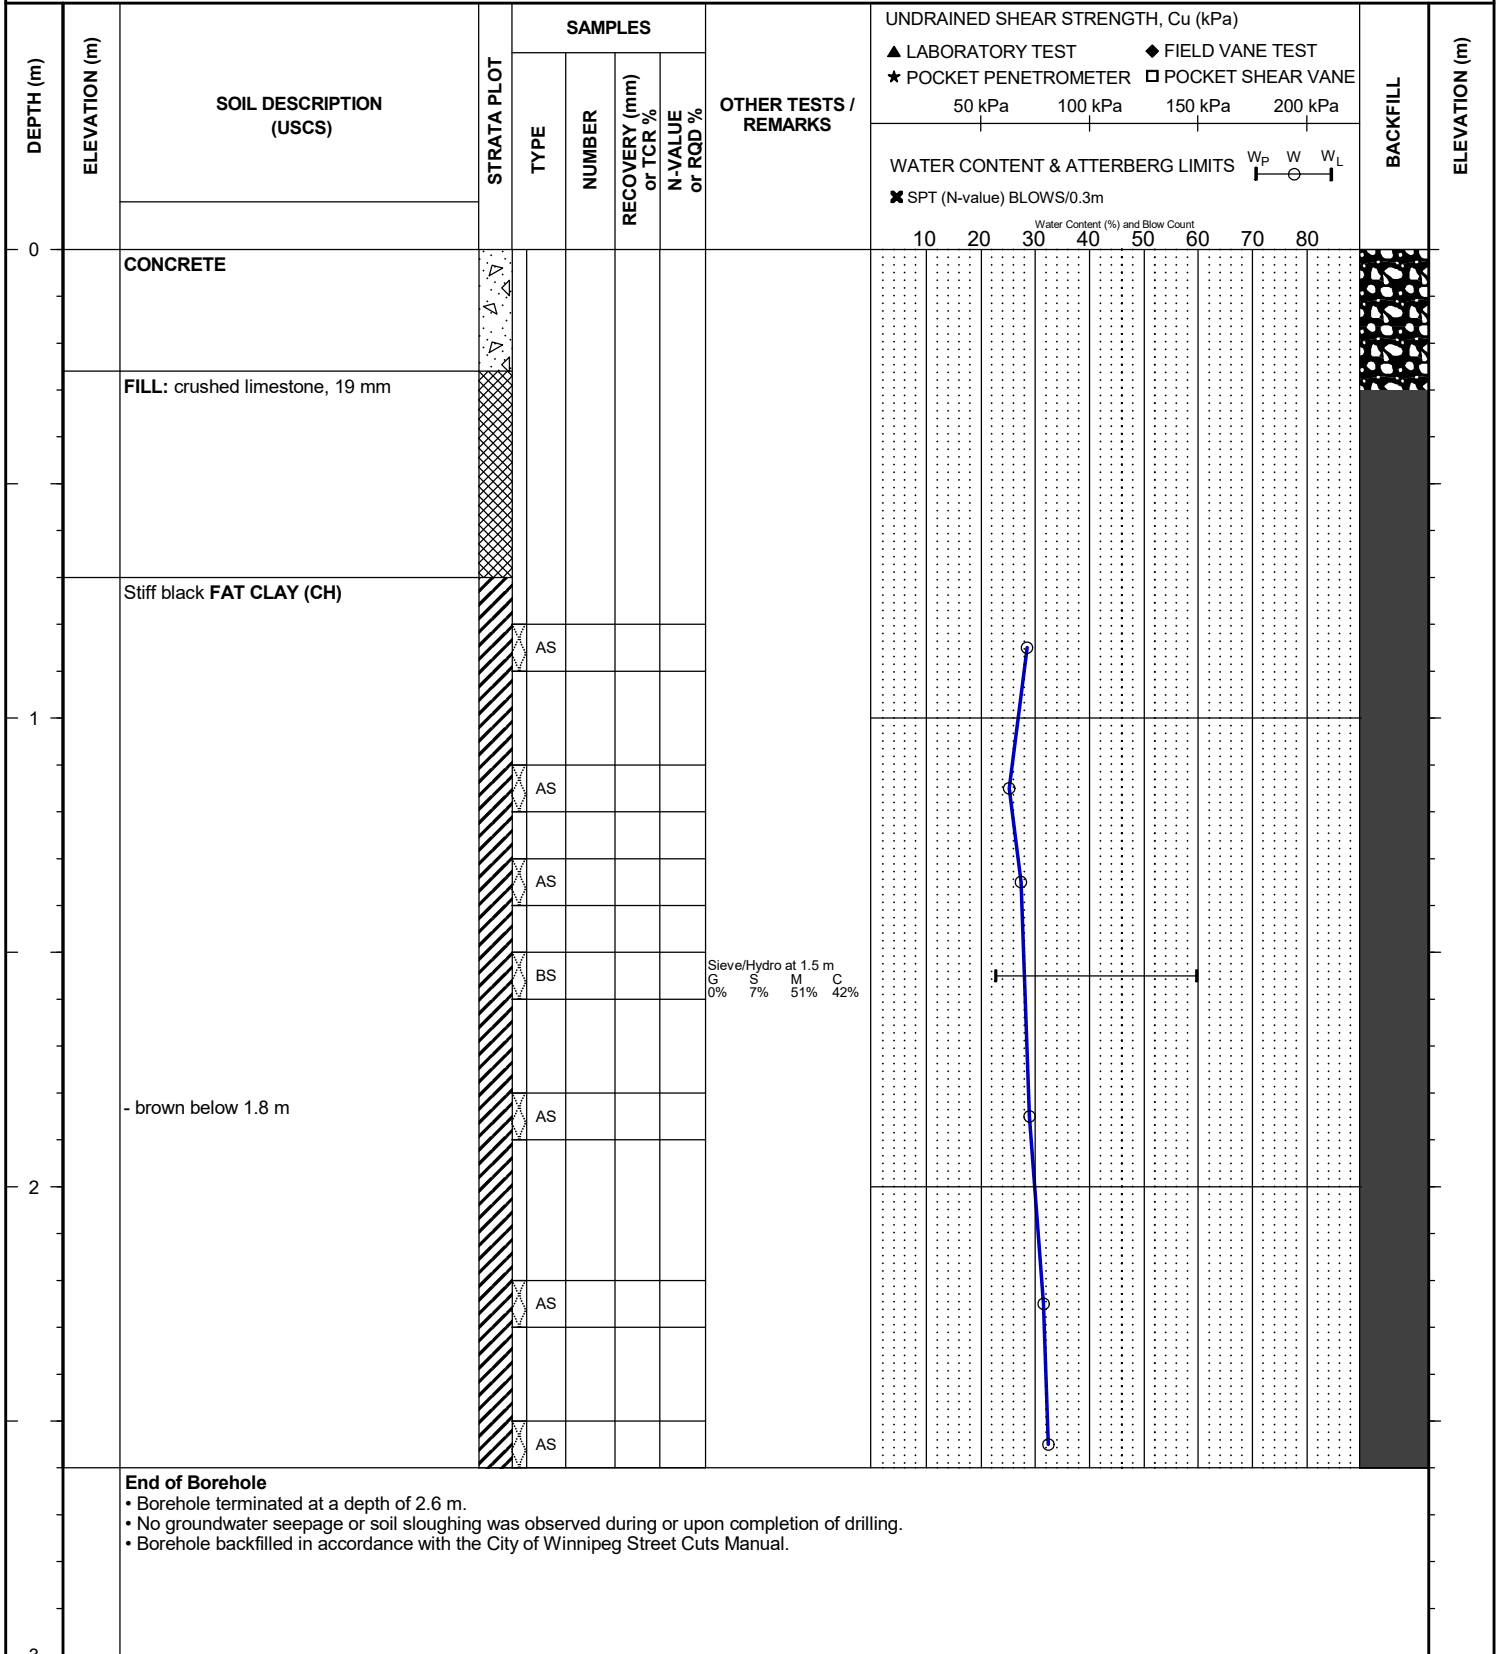 DEPTH (m)
ELEVATION (m)
SOIL DESCRIPTION
(USCS)
STRATA PLOT
SAMPLES
TYPE
NUMBER
RECOVERY (mm)
or TCR %
N-VALUE
or RQD %
OTHER TESTS /
REMARKS
UNDRAINED SHEAR STRENGTH, Cu (kPa)
▲ LABORATORY TEST ◆ FIELD VANE TEST
★ POCKET PENETROMETER □ POCKET SHEAR VANE
50 kPa 100 kPa 150 kPa 200 kPa
WATER CONTENT & ATTERBERG LIMITS WP W WL
✖ SPT (N-value) BLOWS/0.3m
Water Content (%) and Blow Count
10 20 30 40 50 60 70 80
BACKFILL
ELEVATION (m)
0
CONCRETE
FILL: crushed limestone, 19 mm
Stiff black FAT CLAY (CH)
AS
1
AS
AS
BS
Sieve/Hydro at 1.5 m
G S M C
0% 7% 51% 42%
- brown below 1.8 m
AS
2
AS
AS
End of Borehole
• Borehole terminated at a depth of 2.6 m.
• No groundwater seepage or soil sloughing was observed during or upon completion of drilling.
• Borehole backfilled in accordance with the City of Winnipeg Street Cuts Manual.